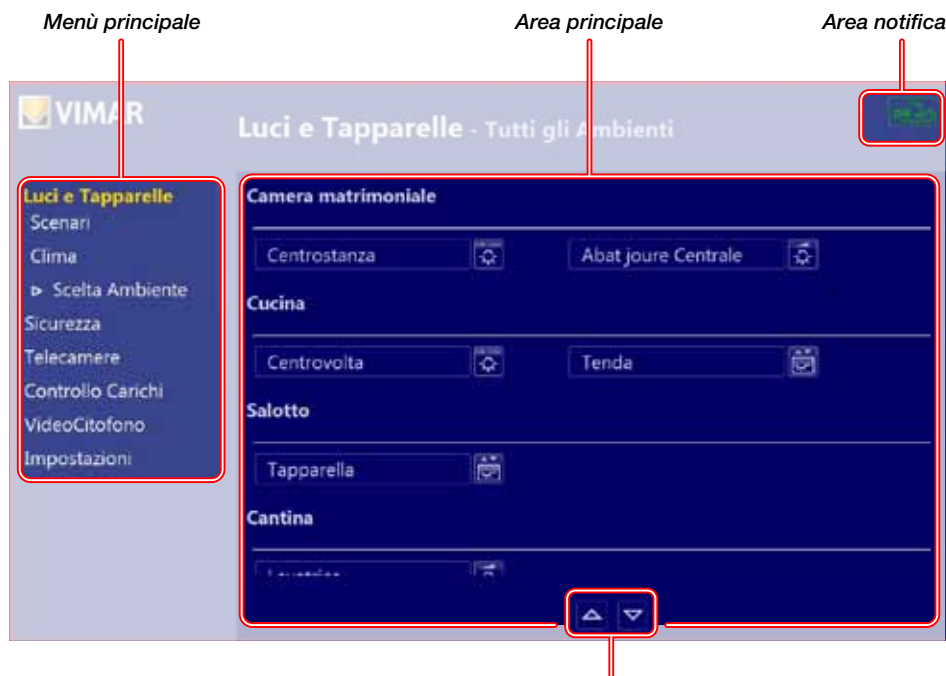 Menù principale
Area principale
Area notifica
VIMAR
Luci e Tapparelle - Tutti gli Ambienti
Luci e Tapparelle
Scenari
Clima
Scelta Ambiente
Sicurezza
Telecamere
Controllo Carichi
VideoCitofono
Impostazioni
Camera matrimoniale
Centrostanza
Abat joure Centrale
Cucina
Centrovolta
Tenda
Salotto
Tapparella
Cantina